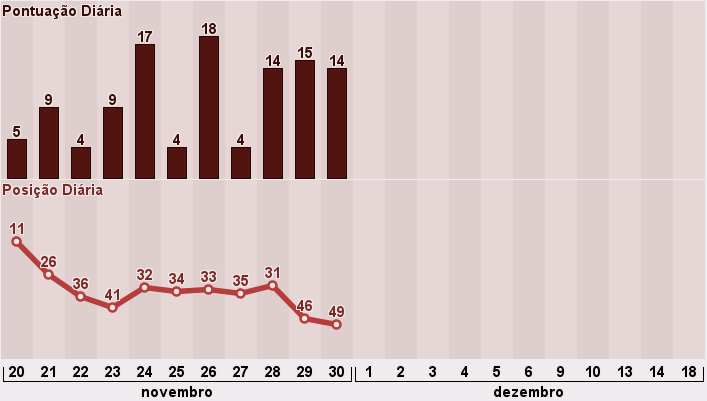 Pontuação Diária
5 9 4 9 17 4 18 4 14 15 14
Posição Diária
11 26 36 41 32 34 33 35 31 46 49
20 21 22 23 24 25 26 27 28 29 30 1 2 3 4 5 6 9 10 13 14 18
novembro dezembro